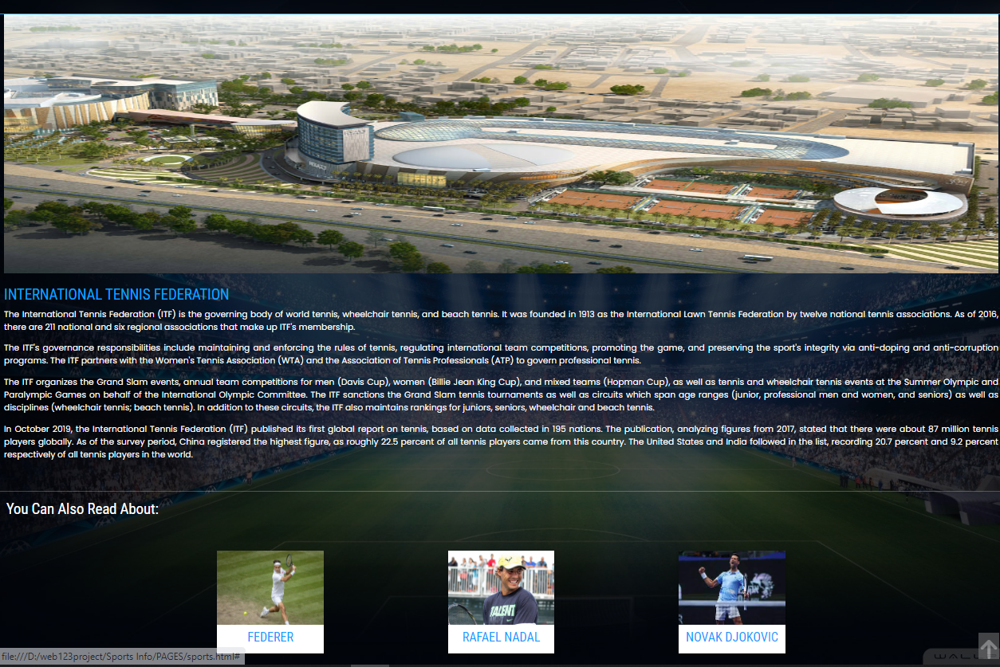 INTERNATIONAL TENNIS FEDERATION
The International Tennis Federation (ITF) is the governing body of world tennis, wheelchair tennis, and beach tennis. It was founded in 1913 as the International Lawn Tennis Federation by twelve national tennis associations. As of 2016,
there are 211 national and six regional associations that make up ITF's membership.
The ITF's governance responsibilities include maintaining and enforcing the rules of tennis, regulating international team competitions, promoting the game, and preserving the sport's integrity via anti-doping and anti-corruption
programs. The ITF partners with the Women's Tennis Association (WTA) and the Association of Tennis Professionals (ATP) to govern professional tennis.
The ITF organizes the Grand Slam events, annual team competitions for men (Davis Cup), women (Billie Jean King Cup), and mixed teams (Hopman Cup), as well as tennis and wheelchair tennis events at the Summer Olympic and
Paralympic Games on behalf of the International Olympic Committee. The ITF sanctions the Grand Slam tennis tournaments as well as circuits which span age ranges (junior, professional men and women, and seniors) as well as
disciplines (wheelchair tennis; beach tennis). In addition to these circuits, the ITF also maintains rankings for juniors, seniors, wheelchair and beach tennis.
In October 2019, the International Tennis Federation (ITF) published its first global report on tennis, based on data collected in 195 nations. The publication, analyzing figures from 2017, stated that there were about 87 million tennis
players globally. As of the survey period, China registered the highest figure, as roughly 22.5 percent of all tennis players came from this country. The United States and India followed in the list, recording 20.7 percent and 9.2 percent
respectively of all tennis players in the world.
You Can Also Read About:
TALENT
FEDERER
RAFAEL NADAL
NOVAK DJOKOVIC
file:///D:/web123project/Sports Info/PAGES/sports.html#